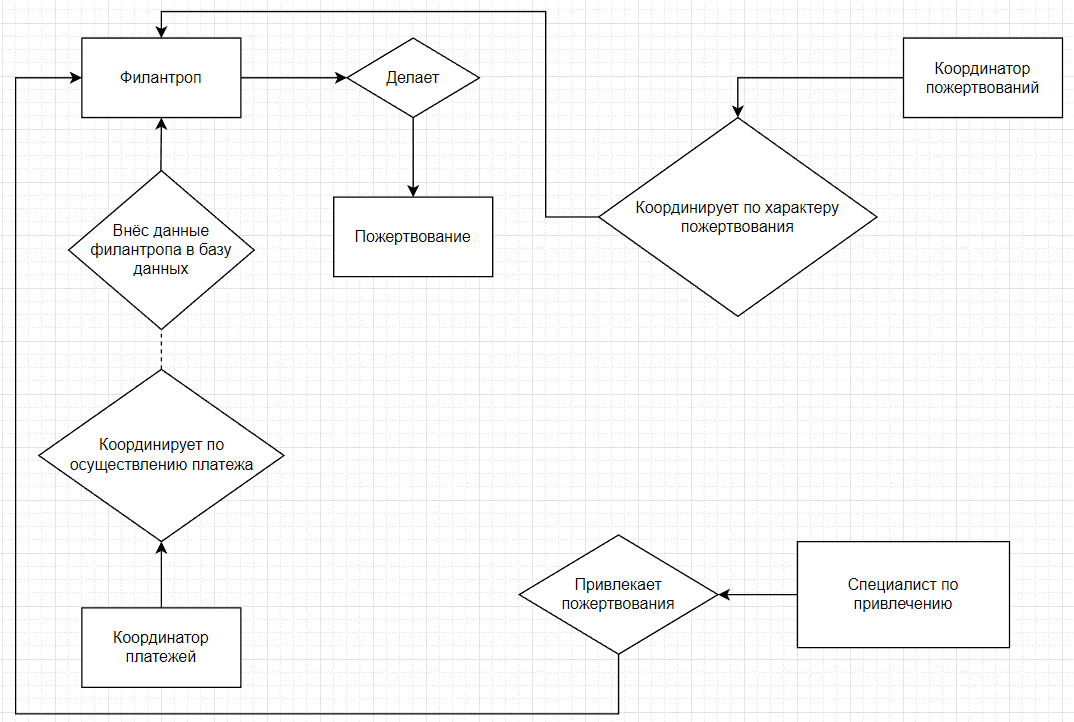 Филантроп
Делает
Координатор
пожертвований
Координирует по характеру
пожертвования
Внёс данные
филантропа в базу
данных
Пожертвование
Координирует по
осуществлению платежа
Привлекает
пожертвования
Специалист по
привлечению
Координатор
платежей